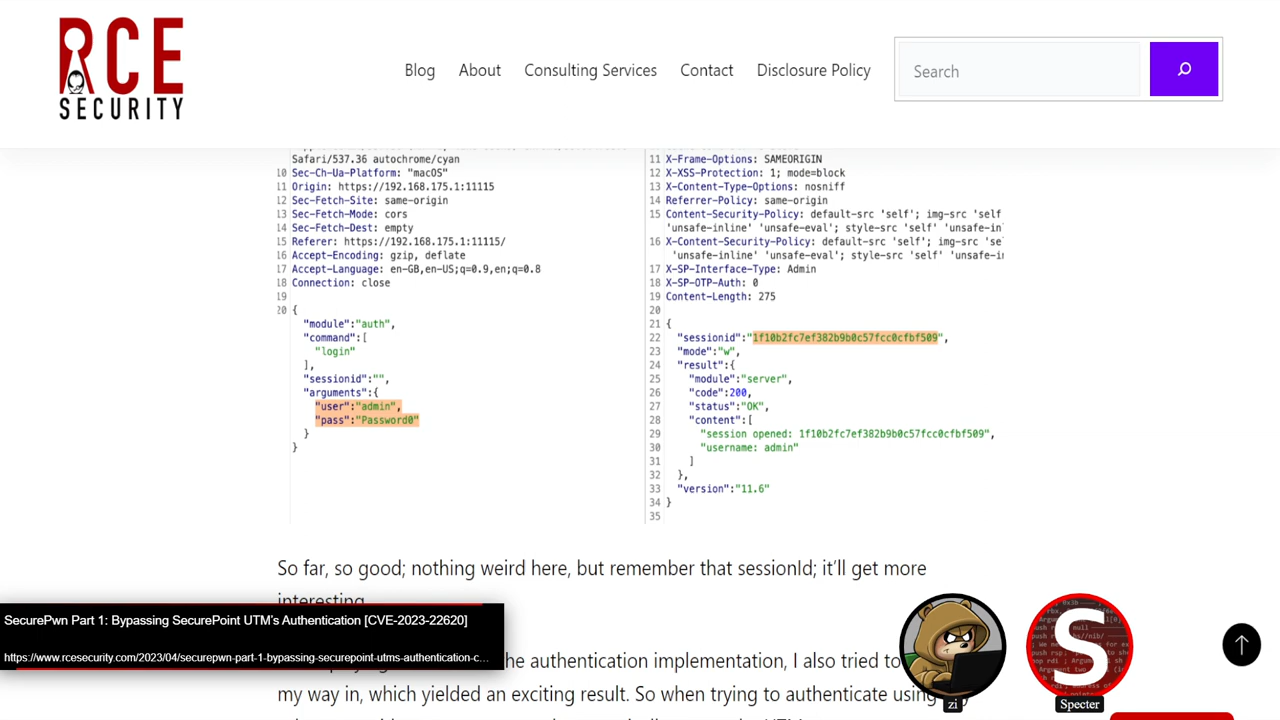 RCE
SECURITY
Blog About Consulting Services Contact Disclosure Policy
Search
Safari/537.36 autochrome/cyan
10 Sec-Ch-Ua-Platform: "macOS"
11 Origin: https://192.168.175.1:11115
12 Sec-Fetch-Site: same-origin
13 Sec-Fetch-Mode: cors
14 Sec-Fetch-Dest: empty
15 Referer: https://192.168.175.1:11115/
16 Accept-Encoding: gzip, deflate
17 Accept-Language: en-GB,en-US;q=0.9,en;q=0.8
18 Connection: close
19
20 {
"module":"auth",
"command":[
"login"
],
"sessionid":"",
"arguments":{
"user":"admin",
"pass":"Password0"
}
}
11 X-Frame-Options: SAMEORIGIN
12 X-XSS-Protection: 1; mode=block
13 X-Content-Type-Options: nosniff
14 Referrer-Policy: same-origin
15 Content-Security-Policy: default-src 'self'; img-src 'self
'unsafe-inline' 'unsafe-eval'; style-src 'self' 'unsafe-in
16 X-Content-Security-Policy: default-src 'self'; img-src 'se
'unsafe-inline' 'unsafe-eval'; style-src 'self' 'unsafe-in
17 X-SP-Interface-Type: Admin
18 X-SP-OTP-Auth: 0
19 Content-Length: 275
20
21 {
22 "sessionid":"1f10b2fc7ef382b9b0c57fcc0cfbf509",
23 "mode":"w",
24 "result":{
25 "module":"server",
26 "code":200,
27 "status":"OK",
28 "content":[
29 "session opened: 1f10b2fc7ef382b9b0c57fcc0cfbf509",
30 "username: admin"
31 ]
32 },
33 "version":"11.6"
34 }
35
So far, so good; nothing weird here, but remember that sessionId; it'll get more
interesting
SecurePwn Part 1: Bypassing SecurePoint UTM's Authentication [CVE-2023-22620]
https://www.rcesecurity.com/2023/04/securepwn-part-1-bypassing-securepoint-utms-authentication-c...
the authentication implementation, I also tried to
my way in, which yielded an exciting result. So when trying to authenticate using
zi
S
Specter